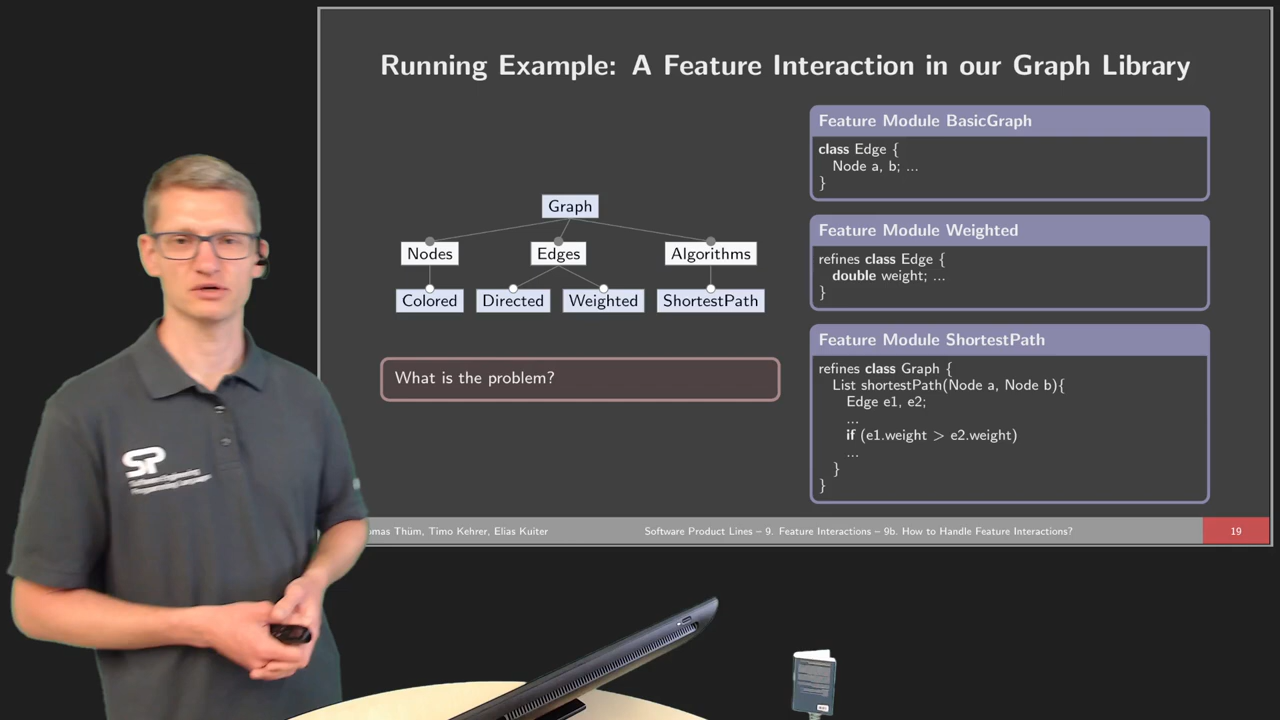 Running Example: A Feature Interaction in our Graph Library
Graph
Nodes Edges Algorithms
Colored Directed Weighted ShortestPath
What is the problem?
Feature Module BasicGraph
class Edge {
Node a, b; ...
}
Feature Module Weighted
refines class Edge {
double weight; ...
}
Feature Module ShortestPath
refines class Graph {
List shortestPath(Node a, Node b){
Edge e1, e2;
...
if (e1.weight > e2.weight)
...
}
}
Thüm, Timo Kehrer, Elias Kuiter
Software Product Lines – 9. Feature Interactions – 9b. How to Handle Feature Interactions?
19
SP